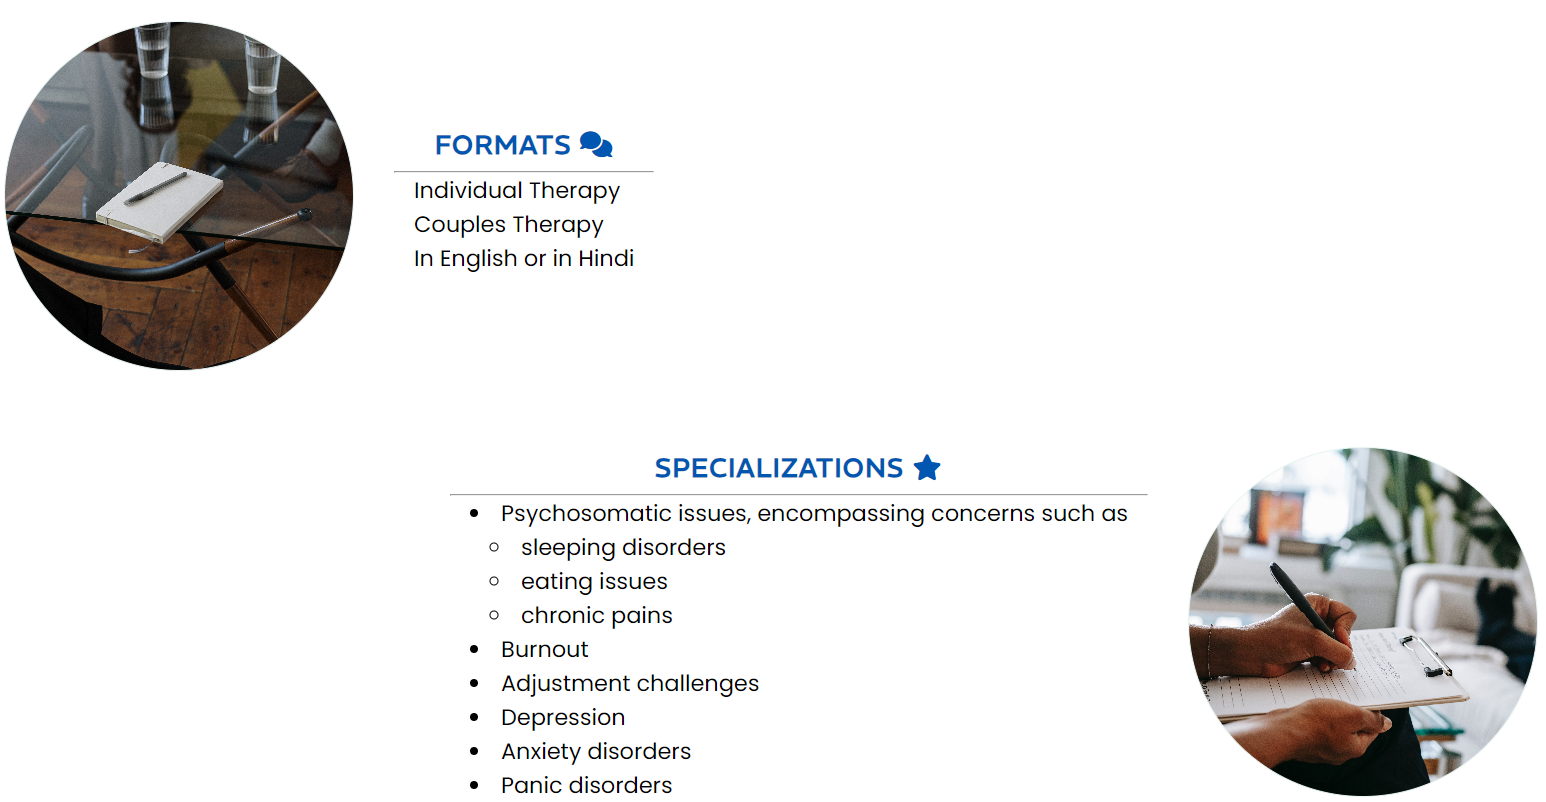 FORMATS
Individual Therapy
Couples Therapy
In English or in Hindi
SPECIALIZATIONS
Psychosomatic issues, encompassing concerns such as
sleeping disorders
eating issues
chronic pains
Burnout
Adjustment challenges
Depression
Anxiety disorders
Panic disorders